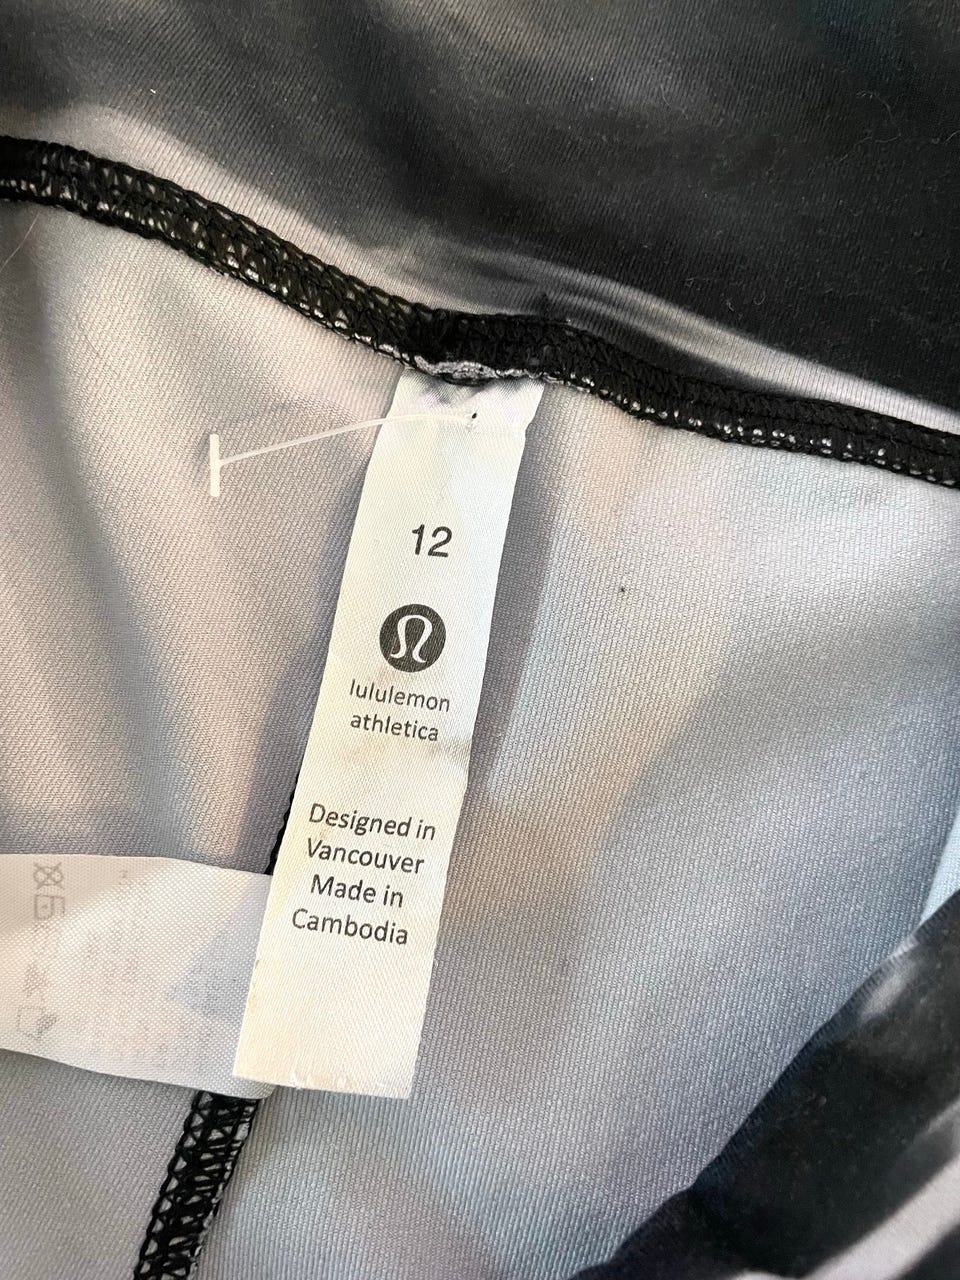 12
lululemon
athletica
Designed in
Vancouver
Made in
Cambodia